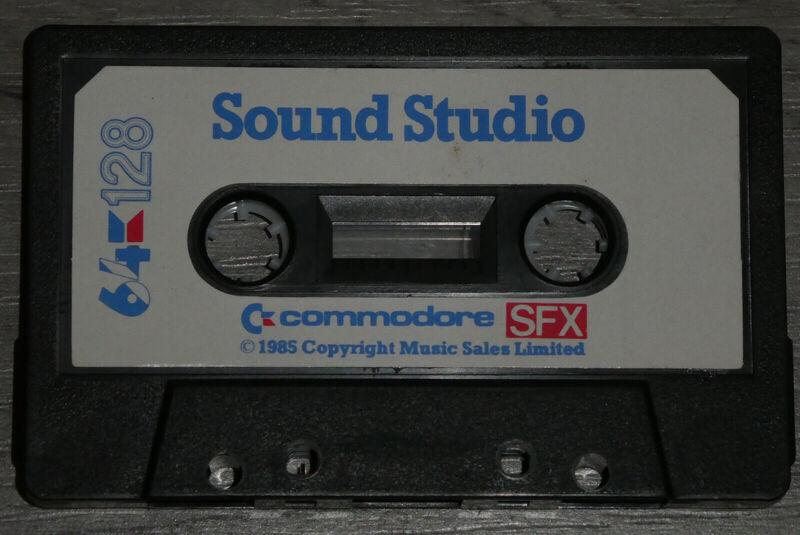 Sound Studio
64 128
commodore SFX
© 1985 Copyright Music Sales Limited